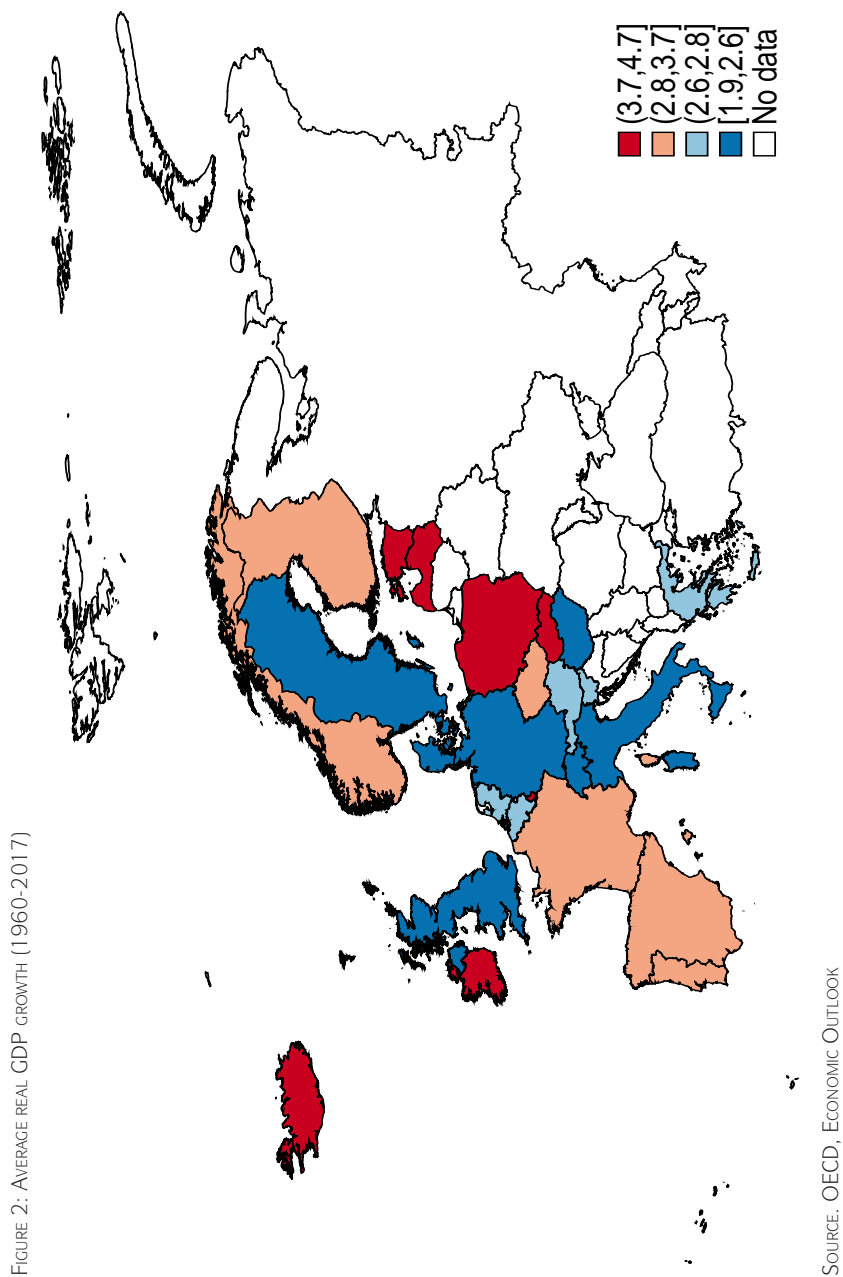 FIGURE 2: AVERAGE REAL GDP GROWTH (1960-2017)
(3.7,4.7]
(2.8,3.7]
(2.6,2.8]
[1.9,2.6]
No data
SOURCE. OECD, ECONOMIC OUTLOOK